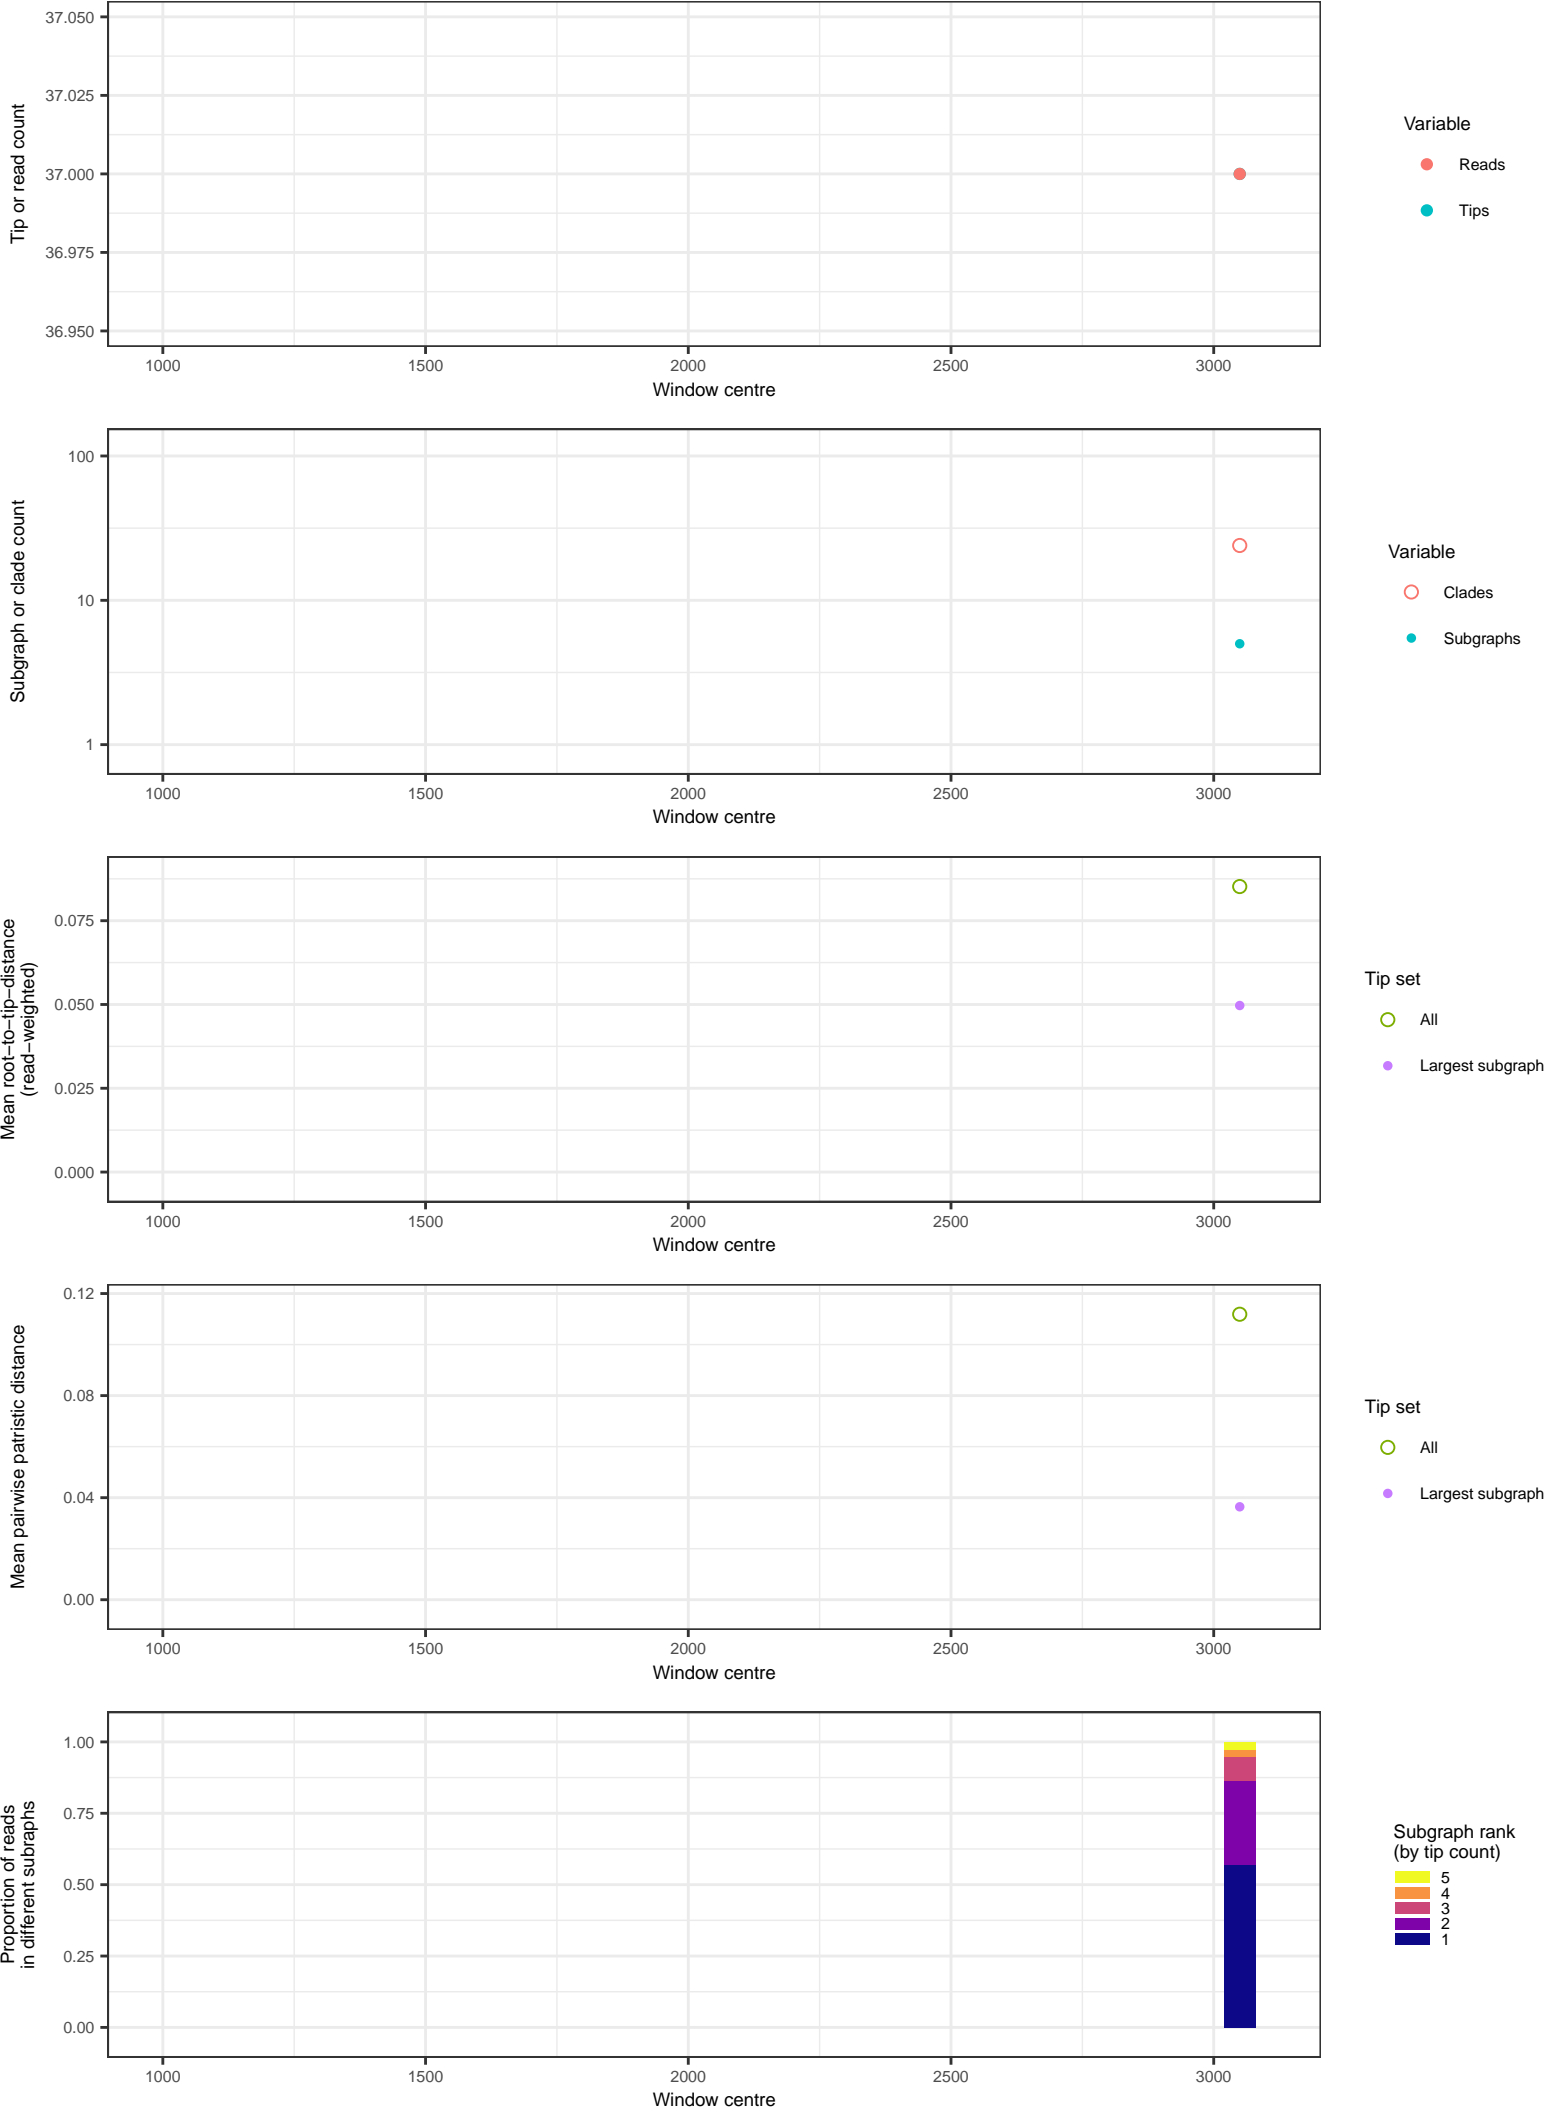 37.050
37.025
37.000
36.975
36.950
Tip or read count
1000 1500 2000 2500 3000
Window centre
Variable
Reads
Tips
100
10
1
Subgraph or clade count
1000 1500 2000 2500 3000
Window centre
Variable
Clades
Subgraphs
0.075
0.050
0.025
0.000
Mean root−to−tip−distance
(read−weighted)
1000 1500 2000 2500 3000
Window centre
Tip set
All
Largest subgraph
0.12
0.08
0.04
0.00
Mean pairwise patristic distance
1000 1500 2000 2500 3000
Window centre
Tip set
All
Largest subgraph
1.00
0.75
0.50
0.25
0.00
Proportion of reads
in different subraphs
1000 1500 2000 2500 3000
Window centre
Subgraph rank
(by tip count)
5
4
3
2
1